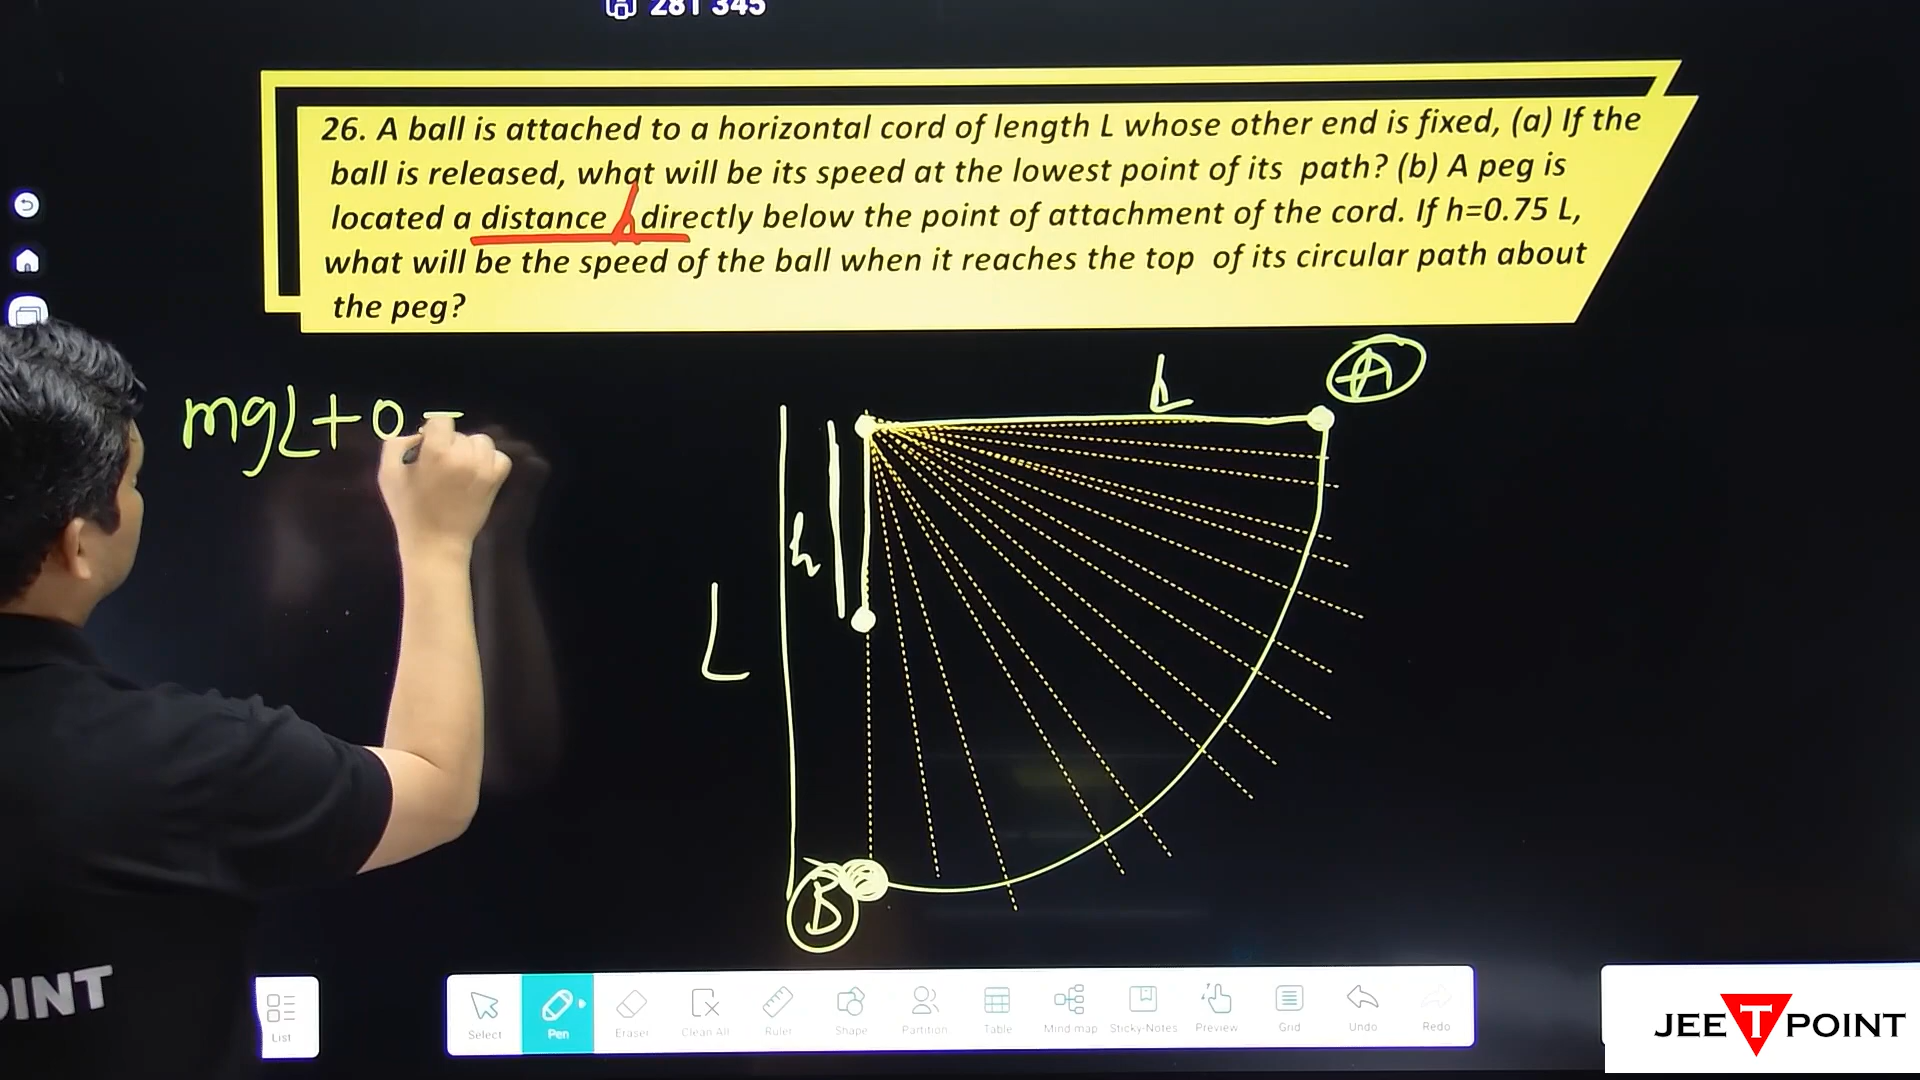 281 345
26. A ball is attached to a horizontal cord of length L whose other end is fixed, (a) If the
ball is released, what will be its speed at the lowest point of its path? (b) A peg is
located a distance h directly below the point of attachment of the cord. If h=0.75 L,
what will be the speed of the ball when it reaches the top of its circular path about
the peg?
mgL+0=
L
A
h
L
B
OINT
List
Select
Pen
Eraser
Clean All
Ruler
Shape
Partition
Table
Mind map
Sticky-Notes
Preview
Grid
Undo
Redo
JEE T POINT